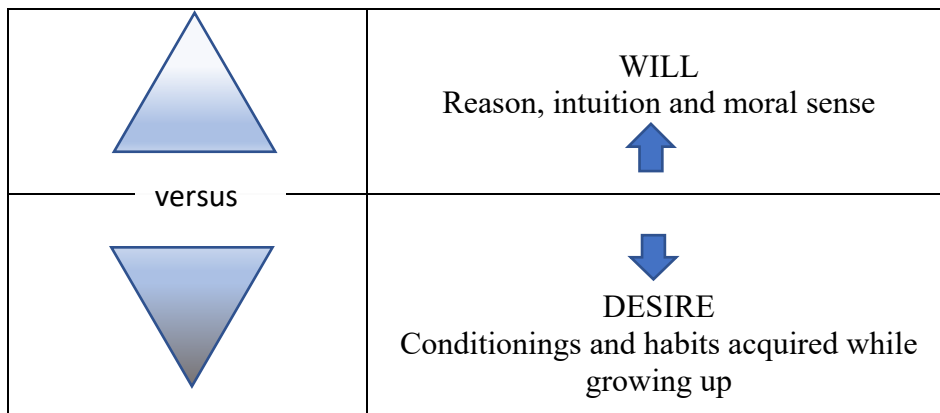 WILL
Reason, intuition and moral sense
versus
DESIRE
Conditionings and habits acquired while
growing up